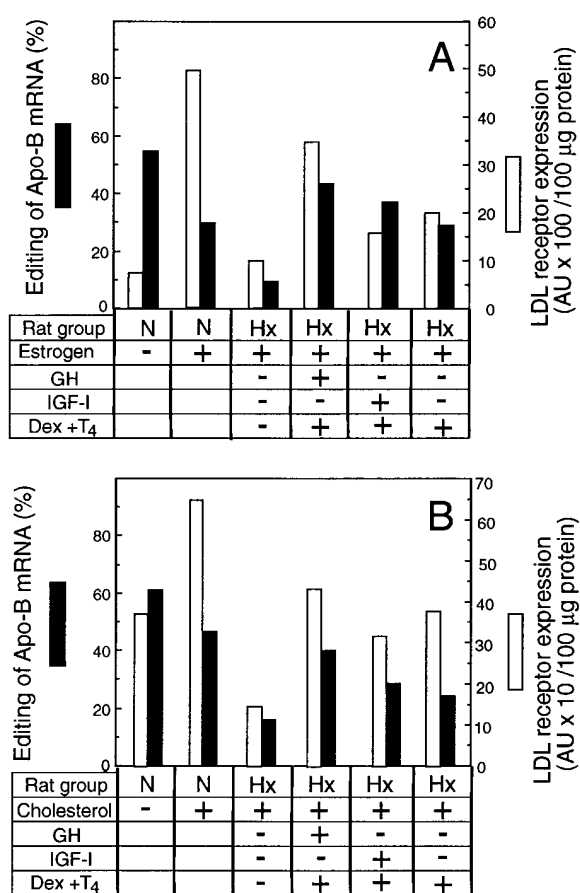 A
Editing of Apo-B mRNA (%)
80
60
40
20
0
60
50
40
30
20
10
0
LDL receptor expression
(AU x 100 /100 µg protein)
Rat group N N Hx Hx Hx Hx
Estrogen - + + + + +
GH - + - -
IGF-I - - + -
Dex +T4 - + + +
B
Editing of Apo-B mRNA (%)
80
60
40
20
0
70
60
50
40
30
20
10
0
LDL receptor expression
(AU x 10 /100 µg protein)
Rat group N N Hx Hx Hx Hx
Cholesterol - + + + + +
GH - + - -
IGF-I - - + -
Dex +T4 - + + +